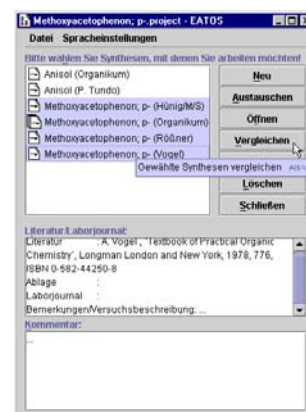 Methoxyacetophenon; p-.project - EATOS
Datei Spracheinstellungen
Bitte wählen Sie Synthesen, mit denen Sie arbeiten möchten!
Anisol (Organikum)
Anisol (P. Tundo)
Methoxyacetophenon; p- (Hünig/M/S)
Methoxyacetophenon; p- (Organikum)
Methoxyacetophenon; p- (Rößner)
Methoxyacetophenon; p- (Vogel)
Neu
Austauschen
Öffnen
Vergleichen
Gewählte Synthesen vergleichen
Löschen
Schließen
Literatur/Laborjournal:
Literatur : A. Vogel, 'Textbook of Practical Organic
Chemistry', Longman London and New York, 1978, 776,
ISBN 0-582-44250-8
Ablage :
Laborjournal :
Bemerkungen/Versuchsbeschreibung: ...
Kommentar:
...